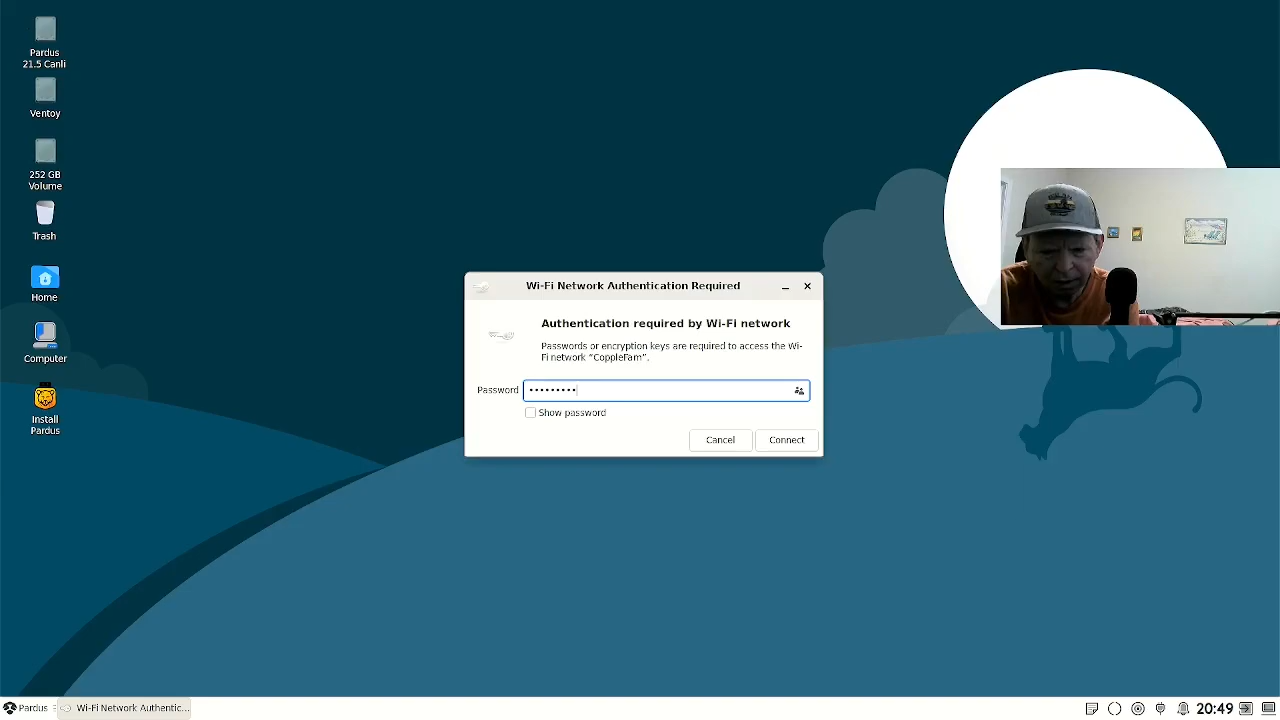 Pardus
21.5 Canli
Ventoy
252 GB
Volume
Trash
Home
Computer
Install
Pardus
Wi-Fi Network Authentication Required
Authentication required by Wi-Fi network
Passwords or encryption keys are required to access the Wi-
Fi network “CoppleFam”.
Password •••••••••
Show password
Cancel Connect
Pardus Wi-Fi Network Authentic... 20:49